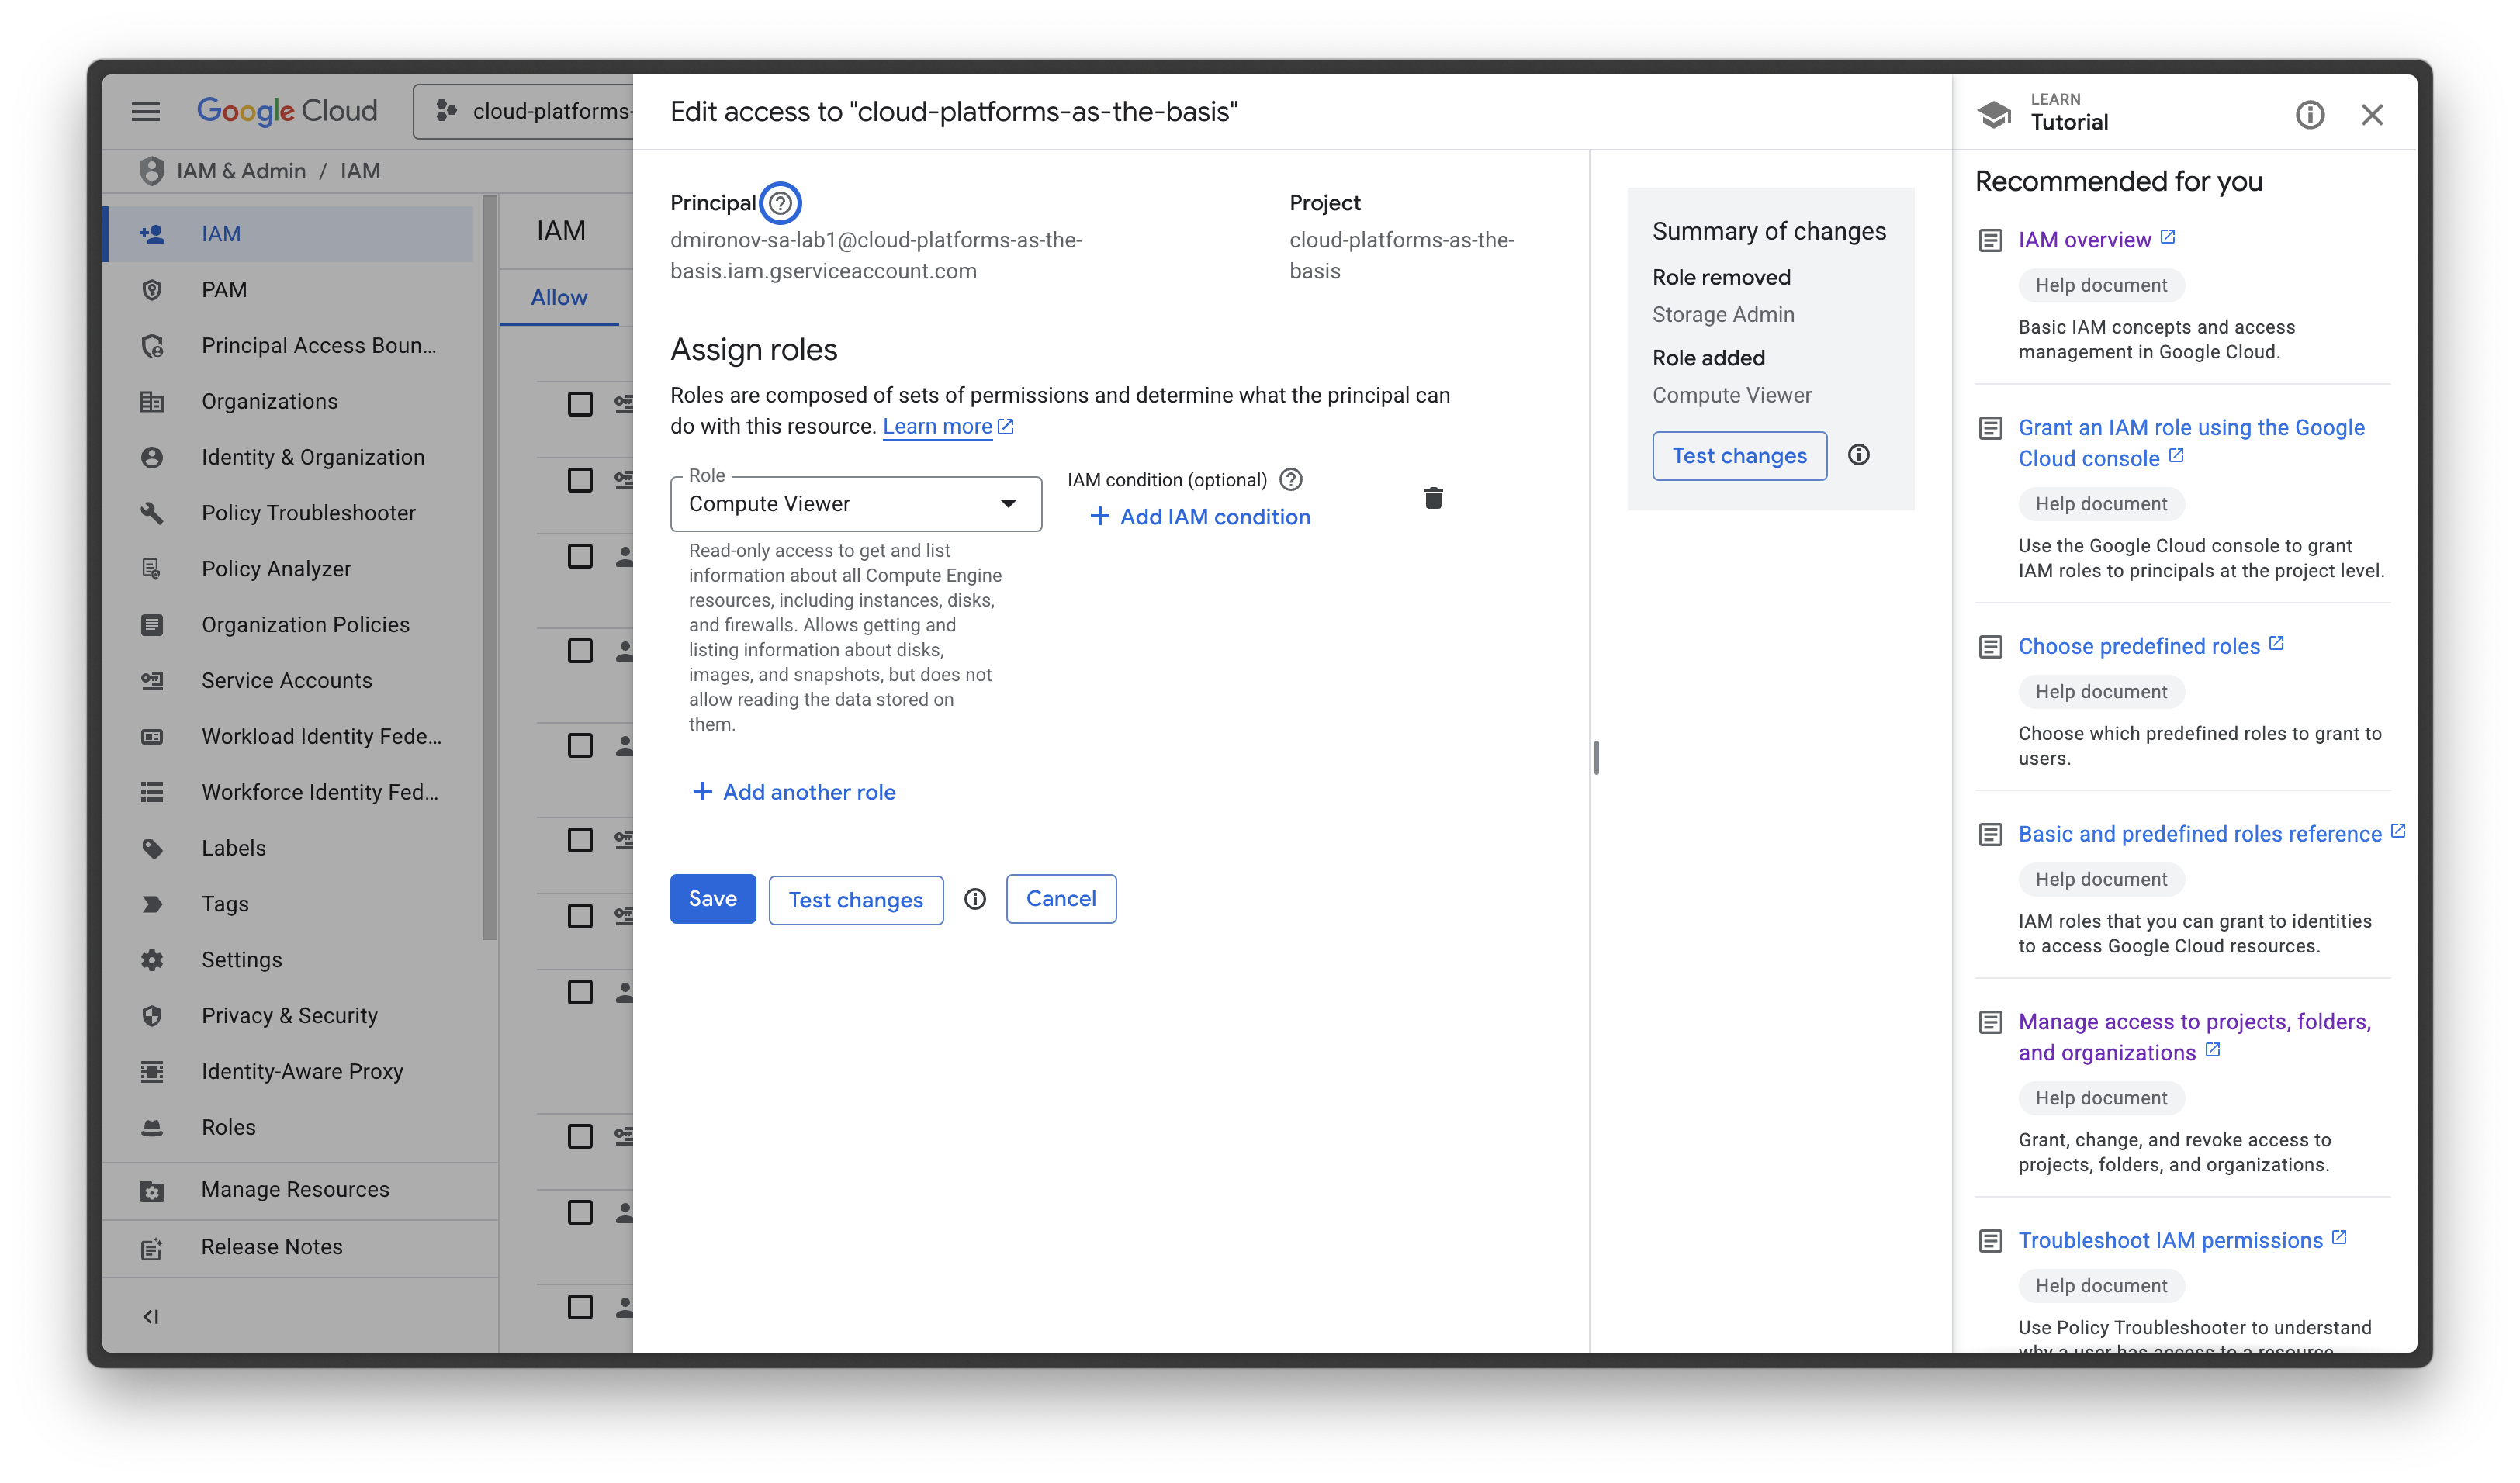 Google Cloud
cloud-platforms-
IAM & Admin / IAM
IAM
PAM
Principal Access Boun...
Organizations
Identity & Organization
Policy Troubleshooter
Policy Analyzer
Organization Policies
Service Accounts
Workload Identity Fede...
Workforce Identity Fed...
Labels
Tags
Settings
Privacy & Security
Identity-Aware Proxy
Roles
Manage Resources
Release Notes
IAM
Allow
Edit access to "cloud-platforms-as-the-basis"
Principal
dmironov-sa-lab1@cloud-platforms-as-the-
basis.iam.gserviceaccount.com
Project
cloud-platforms-as-the-
basis
Assign roles
Roles are composed of sets of permissions and determine what the principal can
do with this resource. Learn more
Role
Compute Viewer
IAM condition (optional)
+ Add IAM condition
Read-only access to get and list
information about all Compute Engine
resources, including instances, disks,
and firewalls. Allows getting and
listing information about disks,
images, and snapshots, but does not
allow reading the data stored on
them.
+ Add another role
Save
Test changes
Cancel
Summary of changes
Role removed
Storage Admin
Role added
Compute Viewer
Test changes
LEARN
Tutorial
Recommended for you
IAM overview
Help document
Basic IAM concepts and access
management in Google Cloud.
Grant an IAM role using the Google
Cloud console
Help document
Use the Google Cloud console to grant
IAM roles to principals at the project level.
Choose predefined roles
Help document
Choose which predefined roles to grant to
users.
Basic and predefined roles reference
Help document
IAM roles that you can grant to identities
to access Google Cloud resources.
Manage access to projects, folders,
and organizations
Help document
Grant, change, and revoke access to
projects, folders, and organizations.
Troubleshoot IAM permissions
Help document
Use Policy Troubleshooter to understand
why a user has access to a resource